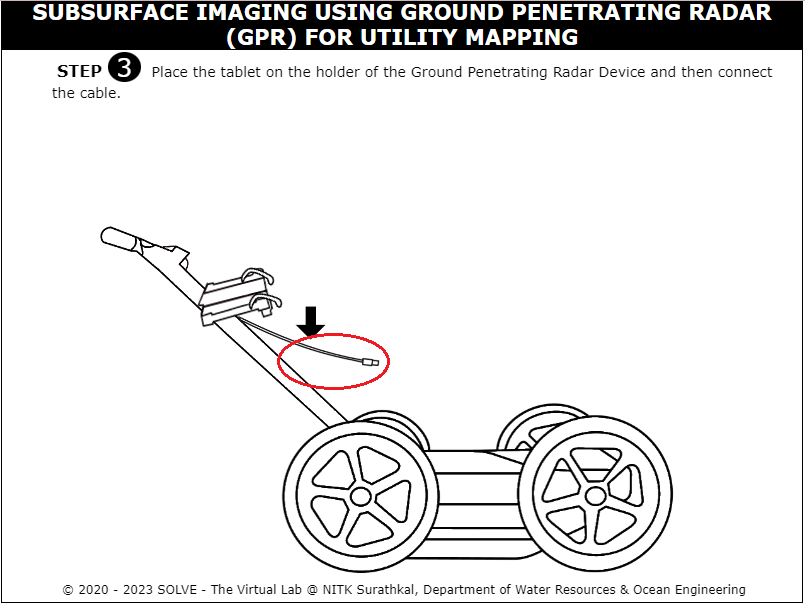 SUBSURFACE IMAGING USING GROUND PENETRATING RADAR
(GPR) FOR UTILITY MAPPING
STEP 3 Place the tablet on the holder of the Ground Penetrating Radar Device and then connect
the cable.
© 2020 - 2023 SOLVE - The Virtual Lab @ NITK Surathkal, Department of Water Resources & Ocean Engineering